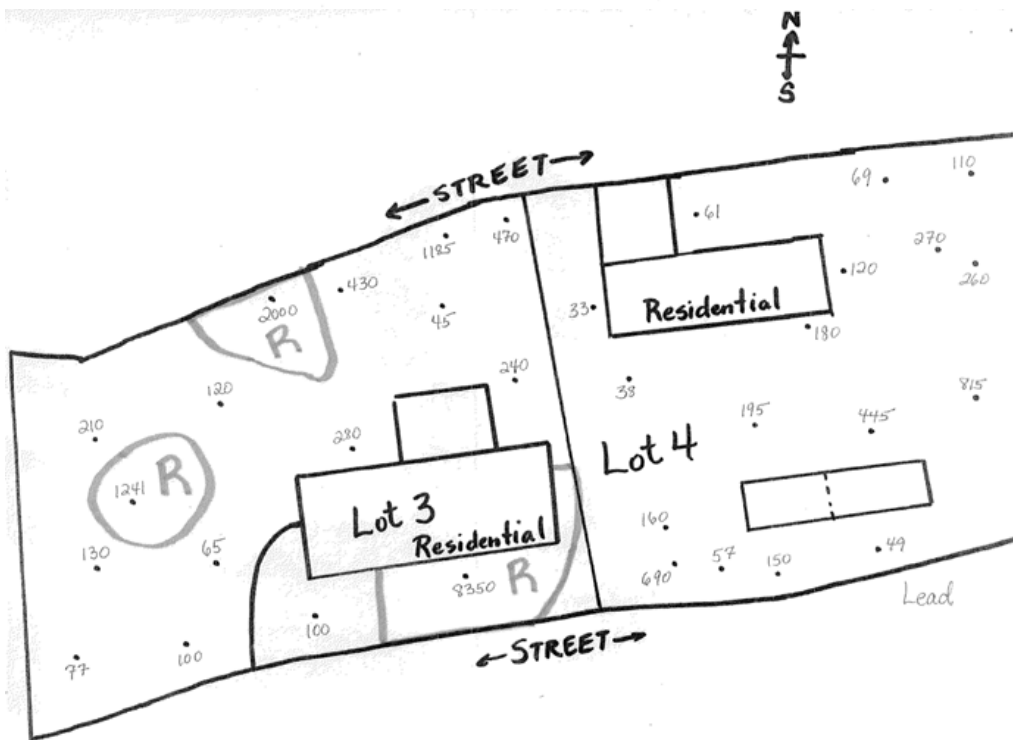 N
S
← STREET →
69
110
61
1185
470
270
260
120
2000
430
45
33
Residential
R
180
240
38
120
815
210
280
195
445
1241
R
Lot 4
Lot 3
Residential
160
130
65
8350
R
57
49
690
150
Lead
100
100
77
← STREET →